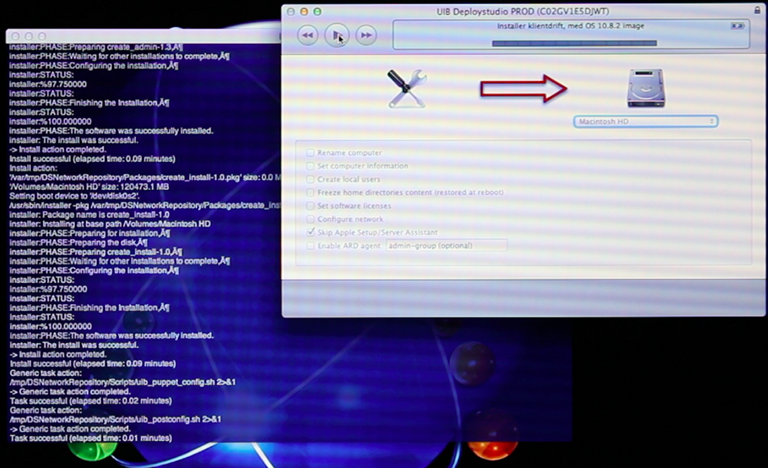 installer:PHASE:Preparing create_admin-1.3‚Ä¶
installer:PHASE:Waiting for other installations to complete‚Ä¶
installer:PHASE:Configuring the installation‚Ä¶
installer:STATUS:
installer:%97.750000
installer:STATUS:
installer:PHASE:Finishing the Installation‚Ä¶
installer:STATUS:
installer:%100.000000
installer:PHASE:The software was successfully installed.
installer: The install was successful.
-> Install action completed.
Install successful (elapsed time: 0.09 minutes)
Install action:
'/var/tmp/DSNetworkRepository/Packages/create_install-1.0.pkg' size: 0.0 M
'/Volumes/Macintosh HD' size: 120473.1 MB
Setting boot device to '/dev/disk0s2'.
/usr/sbin/installer -pkg /var/tmp/DSNetworkRepository/Packages/create_inst
installer: Package name is create_install-1.0
installer: Installing at base path /Volumes/Macintosh HD
installer:PHASE:Preparing for installation‚Ä¶
installer:PHASE:Preparing the disk‚Ä¶
installer:PHASE:Preparing create_install-1.0‚Ä¶
installer:PHASE:Waiting for other installations to complete‚Ä¶
installer:PHASE:Configuring the installation‚Ä¶
installer:STATUS:
installer:%97.750000
installer:STATUS:
installer:PHASE:Finishing the Installation‚Ä¶
installer:STATUS:
installer:%100.000000
installer:PHASE:The software was successfully installed.
installer: The install was successful.
-> Install action completed.
Install successful (elapsed time: 0.09 minutes)
Generic task action:
/tmp/DSNetworkRepository/Scripts/uib_puppet_config.sh 2>&1
-> Generic task action completed.
Task successful (elapsed time: 0.02 minutes)
Generic task action:
/tmp/DSNetworkRepository/Scripts/uib_postconfig.sh 2>&1
-> Generic task action completed.
Task successful (elapsed time: 0.01 minutes)
UIB Deploystudio PROD (C02GV1E5DJWT)
Installer klientdrift, med OS 10.8.2 image
Macintosh HD
Rename computer
Set computer information
Create local users
Freeze home directories content (restored at reboot)
Set software licenses
Configure network
Skip Apple Setup/Server Assistant
Enable ARD agent admin-group (optional)